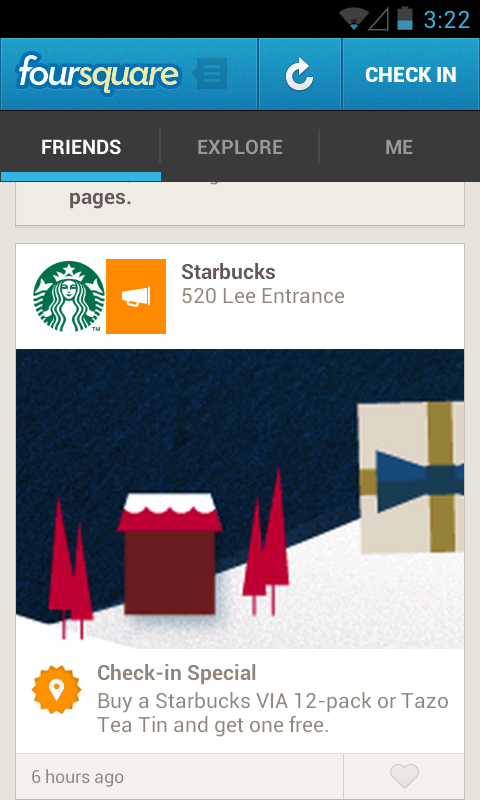 3:22
foursquare
CHECK IN
FRIENDS
EXPLORE
ME
pages.
Starbucks
520 Lee Entrance
TM
Check-in Special
Buy a Starbucks VIA 12-pack or Tazo
Tea Tin and get one free.
6 hours ago